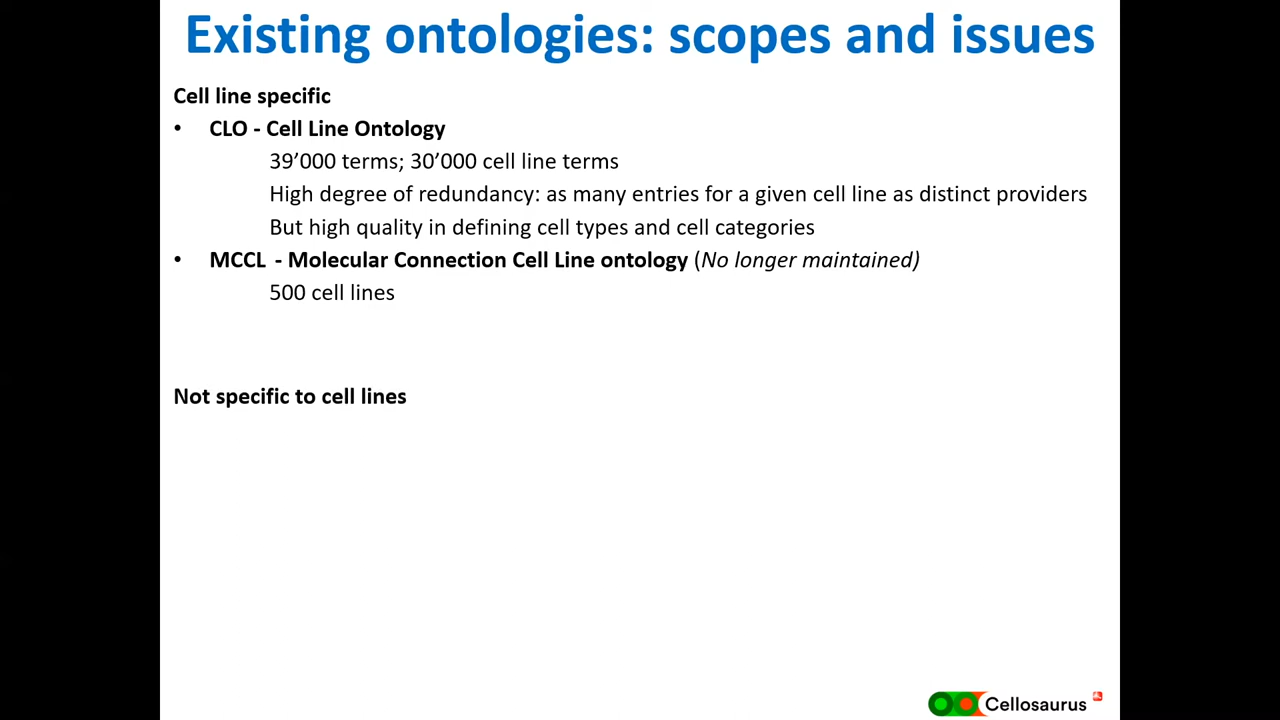 Existing ontologies: scopes and issues
Cell line specific
• CLO - Cell Line Ontology
39’000 terms; 30’000 cell line terms
High degree of redundancy: as many entries for a given cell line as distinct providers
But high quality in defining cell types and cell categories
• MCCL - Molecular Connection Cell Line ontology (No longer maintained)
500 cell lines
Not specific to cell lines
Cellosaurus